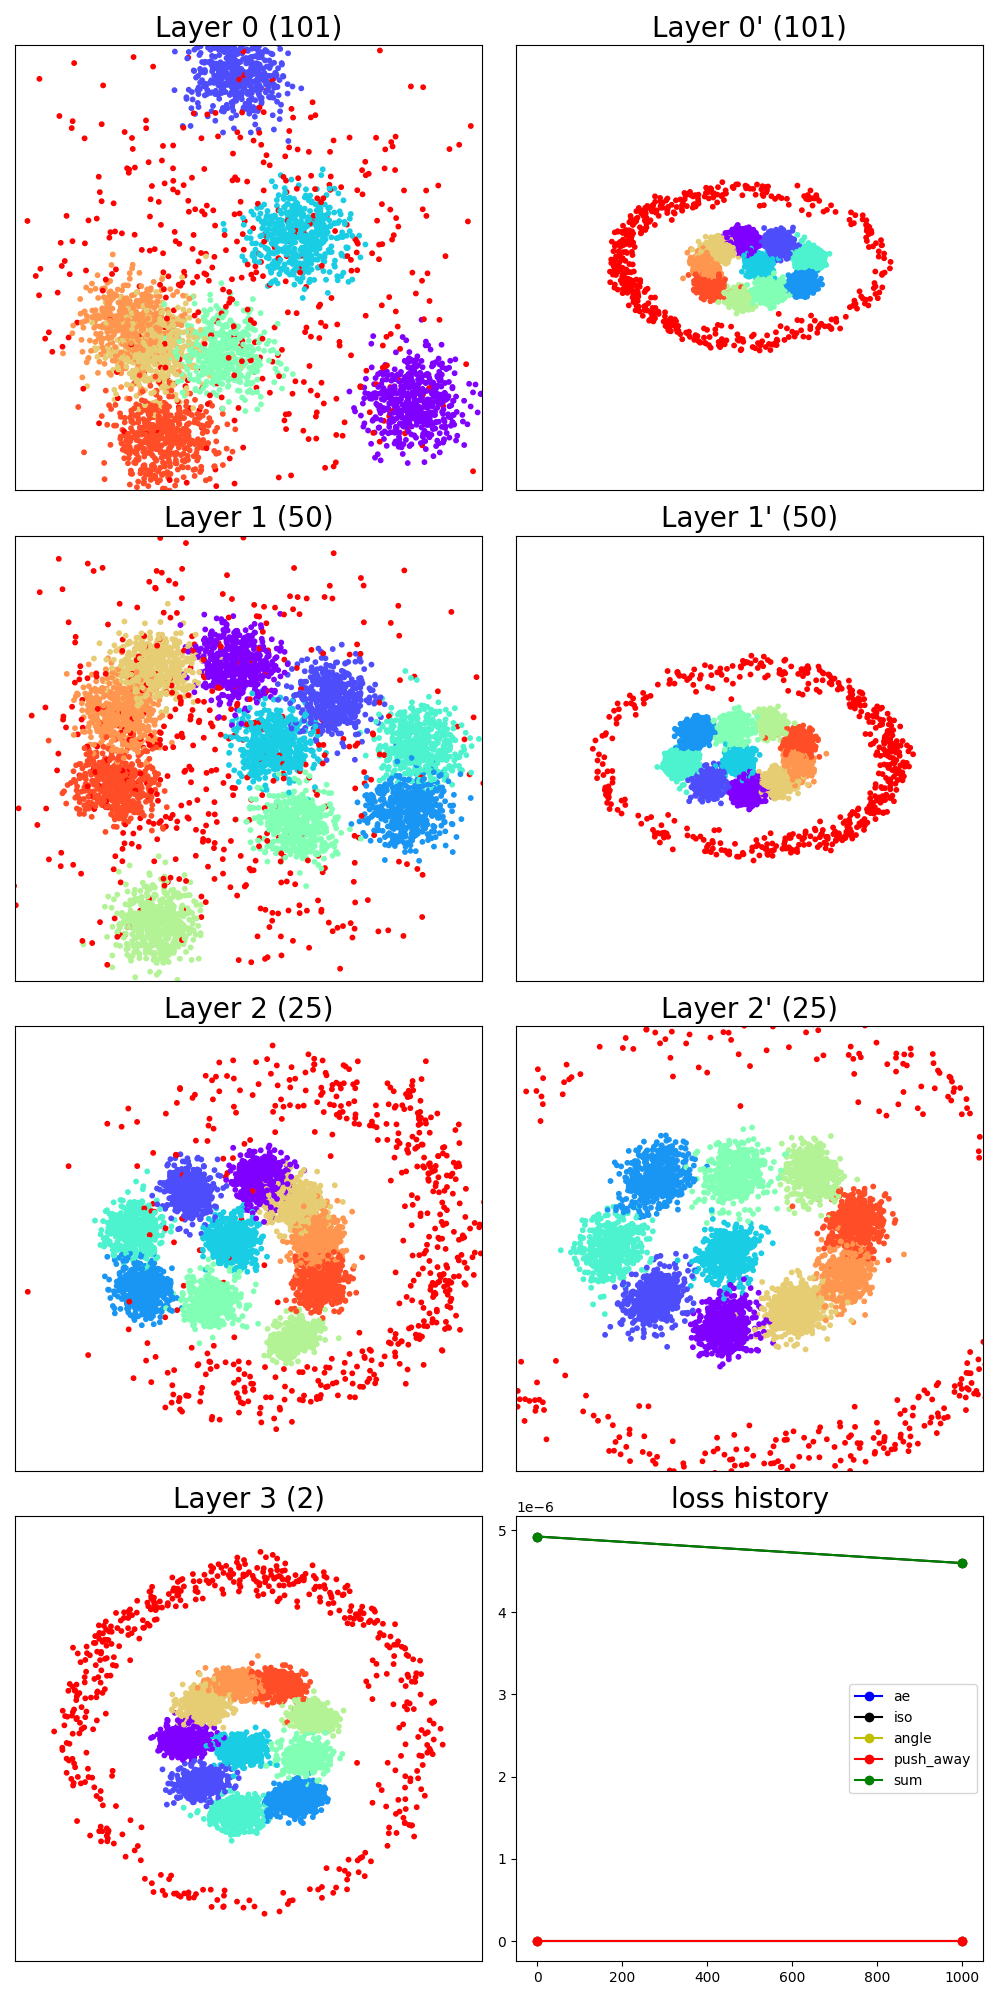 Layer 0 (101)
Layer 0' (101)
Layer 1 (50)
Layer 1' (50)
Layer 2 (25)
Layer 2' (25)
Layer 3 (2)
loss history
1e−6
5
4
3
2
1
0
ae
iso
angle
push_away
sum
0 200 400 600 800 1000